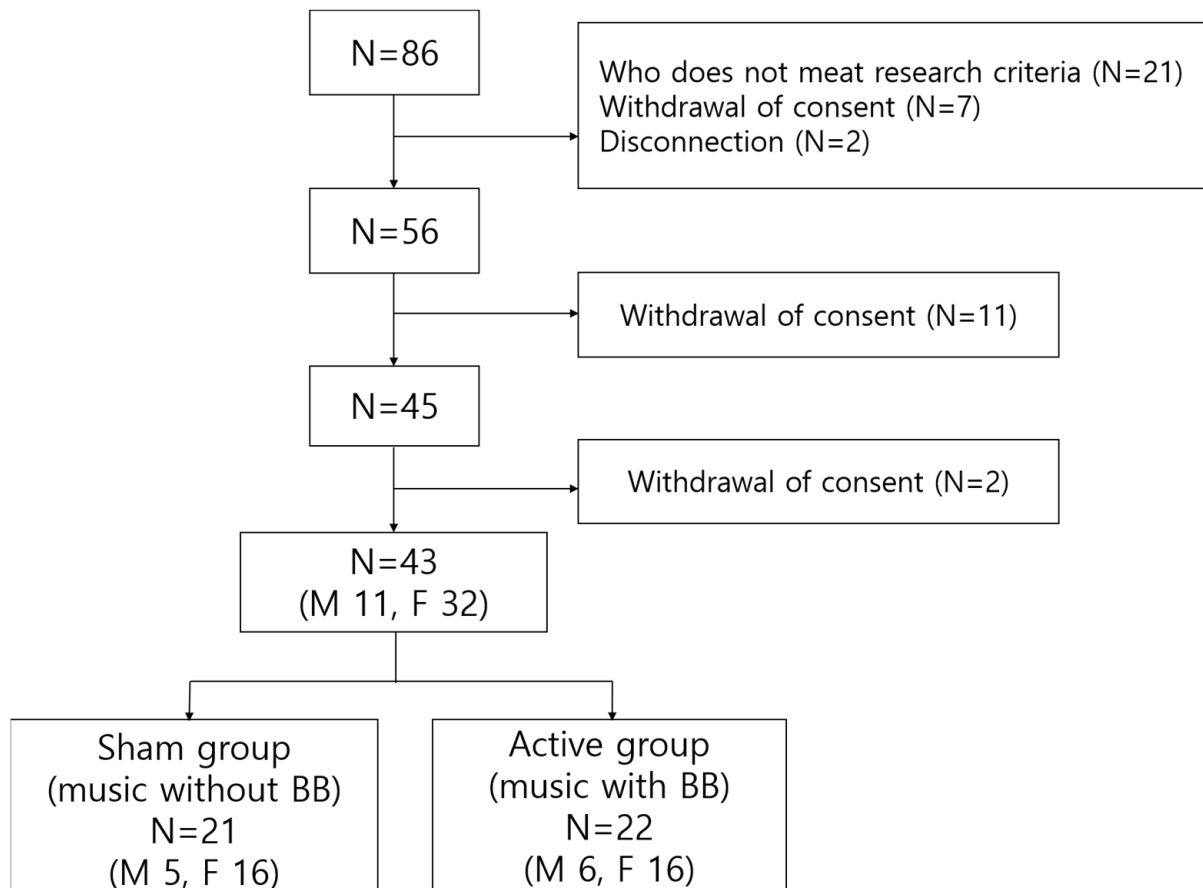 N=86
Who does not meat research criteria (N=21)
Withdrawal of consent (N=7)
Disconnection (N=2)
N=56
Withdrawal of consent (N=11)
N=45
Withdrawal of consent (N=2)
N=43
(M 11, F 32)
Sham group
(music without BB)
N=21
(M 5, F 16)
Active group
(music with BB)
N=22
(M 6, F 16)